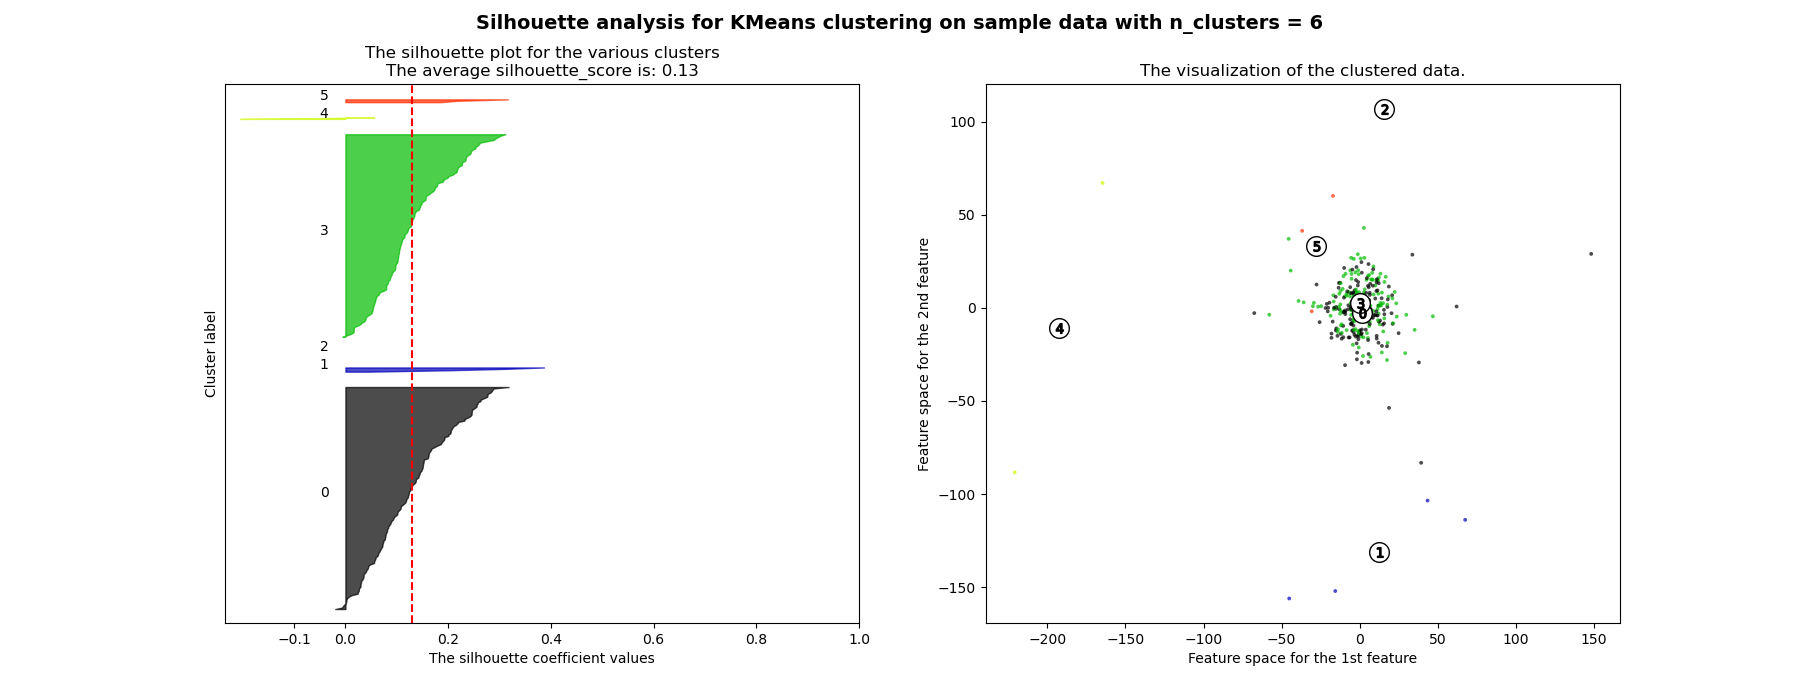 Silhouette analysis for KMeans clustering on sample data with n_clusters = 6
The silhouette plot for the various clusters
The average silhouette_score is: 0.13
5
4
3
2
1
0
Cluster label
−0.1 0.0 0.2 0.4 0.6 0.8 1.0
The silhouette coefficient values
The visualization of the clustered data.
100
50
0
−50
−100
−150
Feature space for the 2nd feature
2
5
3
0
4
1
−200 −150 −100 −50 0 50 100 150
Feature space for the 1st feature